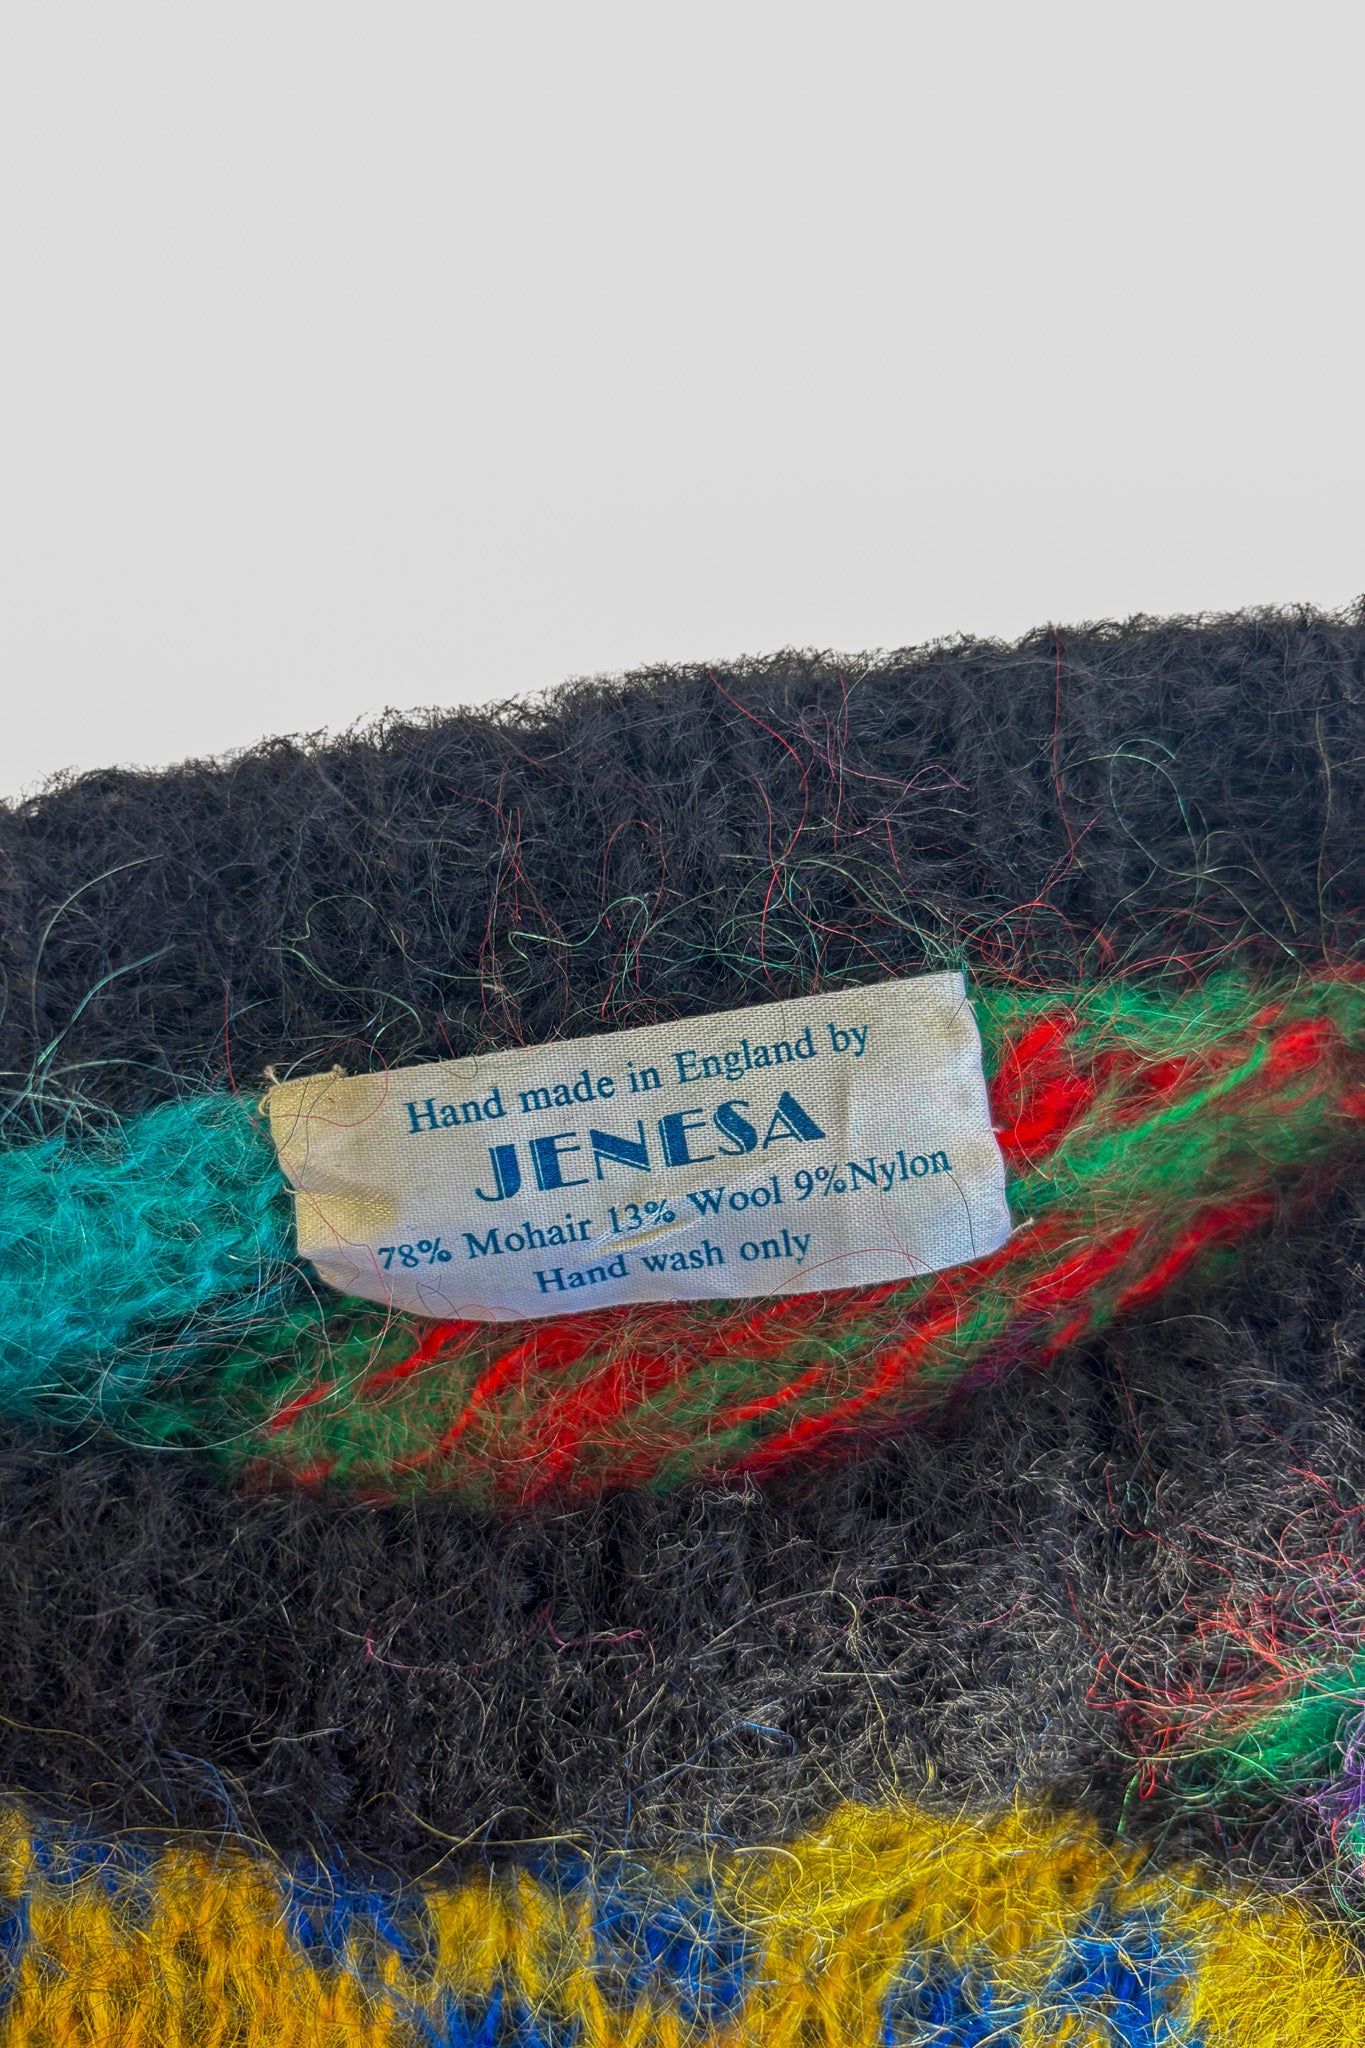 Hand made in England by
JENESA
78% Mohair 13% Wool 9%Nylon
Hand wash only